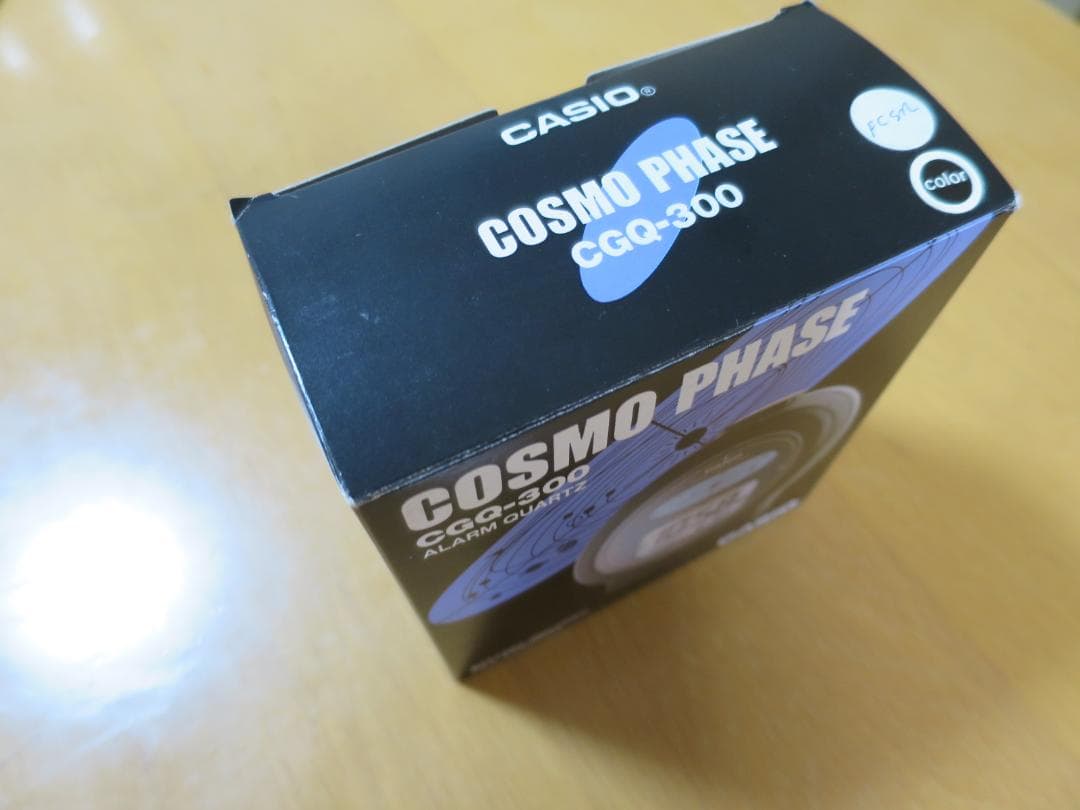 CASIO®
COSMO PHASE
CGQ-300
color
COSMO PHASE
CGQ-300
ALARM QUARTZ